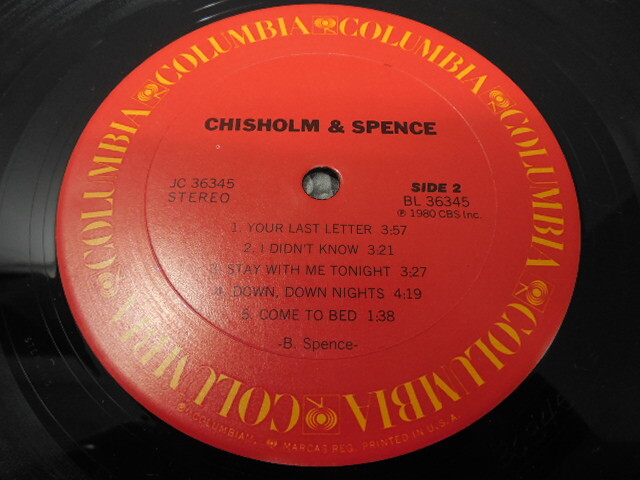 COLUMBIA COLUMBIA COLUMBIA COLUMBIA COLUMBIA COLUMBIA
CHISHOLM & SPENCE
JC 36345
STEREO
SIDE 2
BL 36345
℗ 1980 CBS Inc.
1. YOUR LAST LETTER 3:57
2. I DIDN'T KNOW 3:21
3. STAY WITH ME TONIGHT 3:27
4. DOWN, DOWN NIGHTS 4:19
5. COME TO BED 1:38
-B. Spence-
"COLUMBIA", MARCAS REG. PRINTED IN U.S.A.